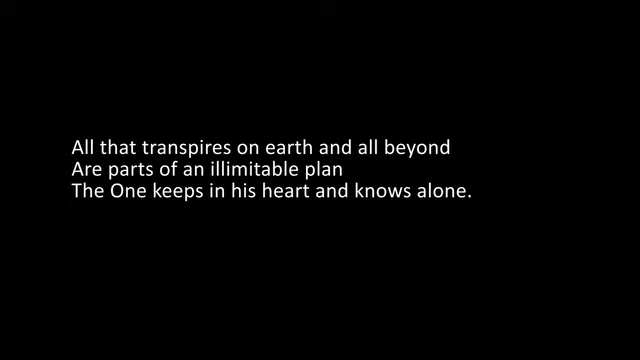 All that transpires on earth and all beyond
Are parts of an illimitable plan
The One keeps in his heart and knows alone.